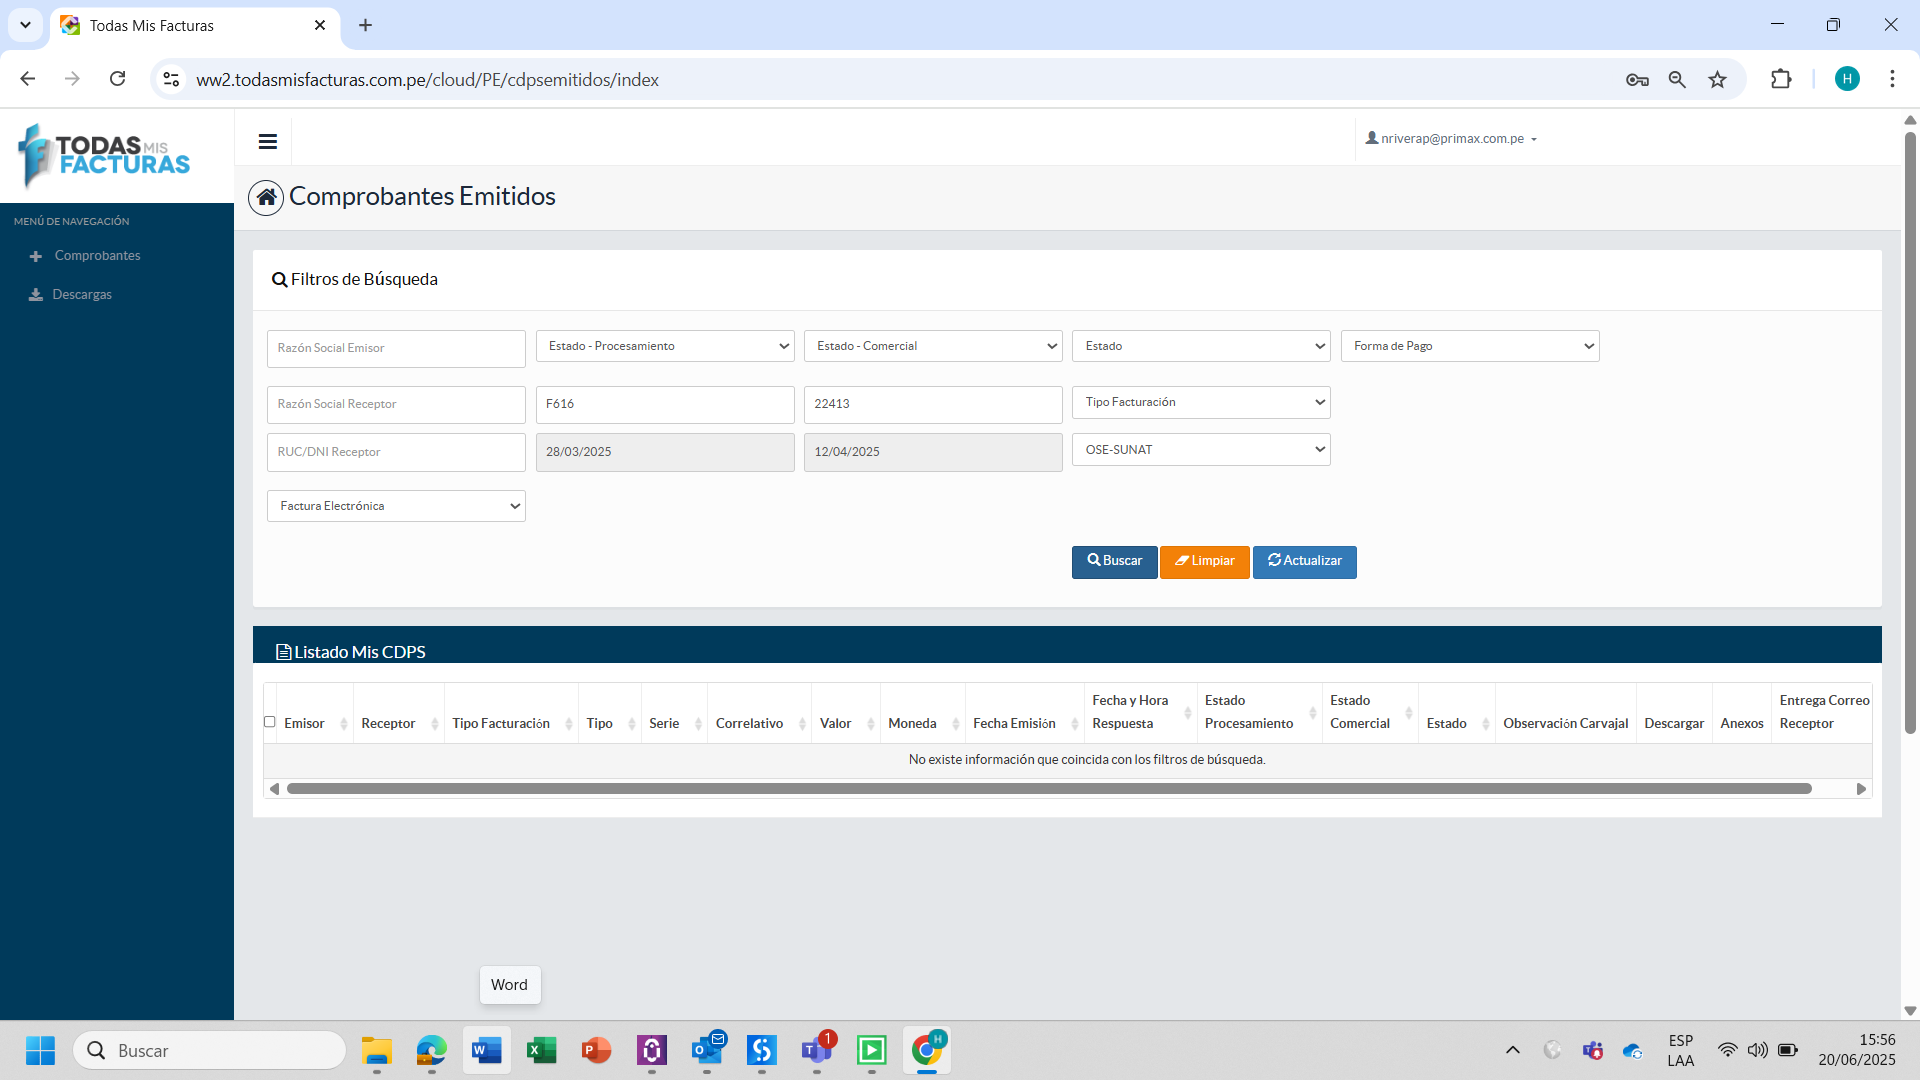 Todas Mis Facturas
ww2.todasmisfacturas.com.pe/cloud/PE/cdpsemitidos/index
H
TODAS MIS
FACTURAS
nriverap@primax.com.pe
Comprobantes Emitidos
MENÚ DE NAVEGACIÓN
Comprobantes
Descargas
Filtros de Búsqueda
Razón Social Emisor
Estado - Procesamiento
Estado - Comercial
Estado
Forma de Pago
Razón Social Receptor
F616
22413
Tipo Facturación
RUC/DNI Receptor
28/03/2025
12/04/2025
OSE-SUNAT
Factura Electrónica
Buscar
Limpiar
Actualizar
Listado Mis CDPS
Emisor
Receptor
Tipo Facturación
Tipo
Serie
Correlativo
Valor
Moneda
Fecha Emisión
Fecha y Hora
Respuesta
Estado
Procesamiento
Estado
Comercial
Estado
Observación Carvajal
Descargar
Anexos
Entrega Correo
Receptor
No existe información que coincida con los filtros de búsqueda.
Word
Buscar
1
H
ESP
LAA
15:56
20/06/2025